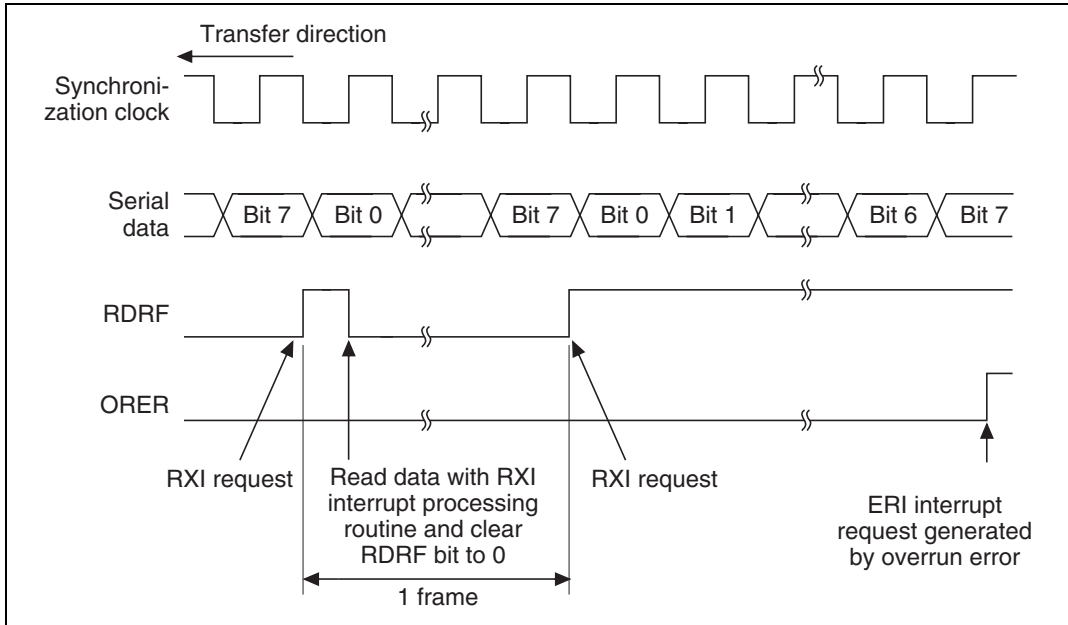 Transfer direction
Synchroni-
zation clock
Serial
data
Bit 7
Bit 0
Bit 7
Bit 0
Bit 1
Bit 6
Bit 7
RDRF
ORER
RXI request
Read data with RXI
interrupt processing
routine and clear
RDRF bit to 0
RXI request
ERI interrupt
request generated
by overrun error
1 frame